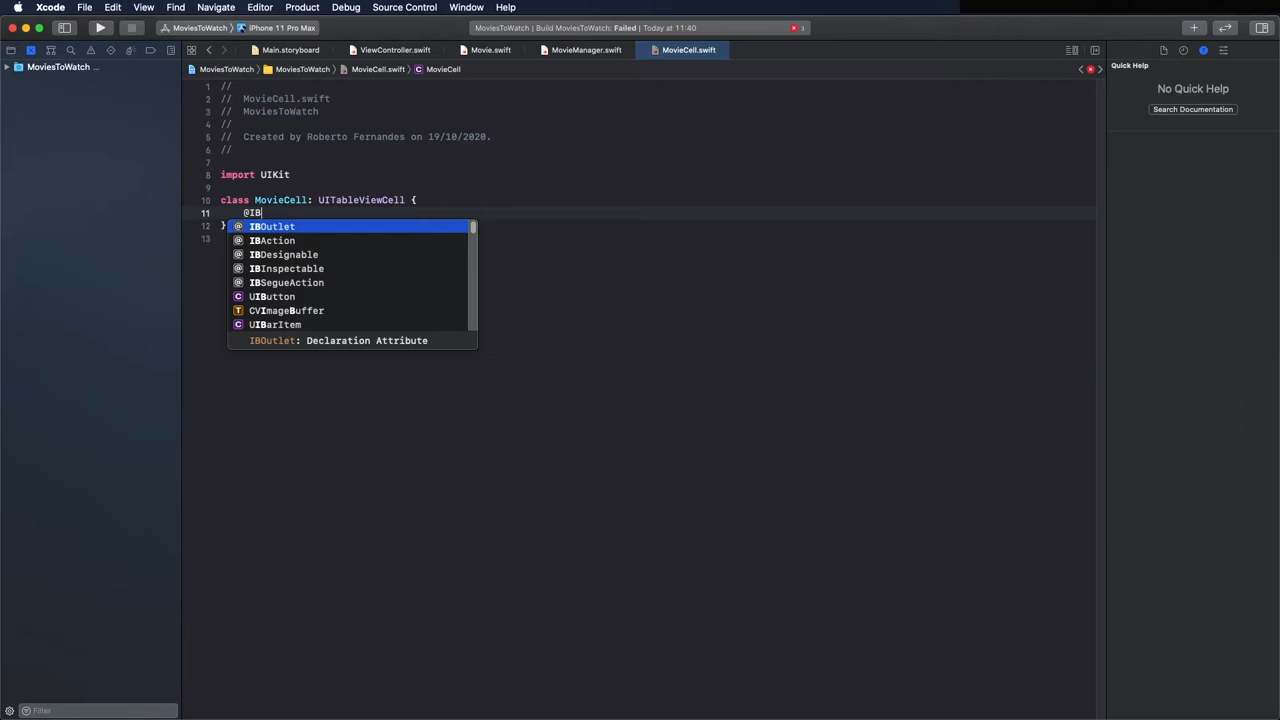 Xcode File Edit View Find Navigate Editor Product Debug Source Control Window Help
MoviesToWatch iPhone 11 Pro Max MoviesToWatch | Build MoviesToWatch: Failed | Today at 11:40 3
Main.storyboard ViewController.swift Movie.swift MovieManager.swift MovieCell.swift
MoviesToWatch ... MoviesToWatch MoviesToWatch MovieCell.swift MovieCell
Quick Help
No Quick Help
Search Documentation
1 //
2 // MovieCell.swift
3 // MoviesToWatch
4 //
5 // Created by Roberto Fernandes on 19/10/2020.
6 //
7
8 import UIKit
9
10 class MovieCell: UITableViewCell {
11 @IB
12 }
13
IBOutlet
IBAction
IBDesignable
IBInspectable
IBSegueAction
UIButton
CVImageBuffer
UIBarItem
IBOutlet: Declaration Attribute
Filter